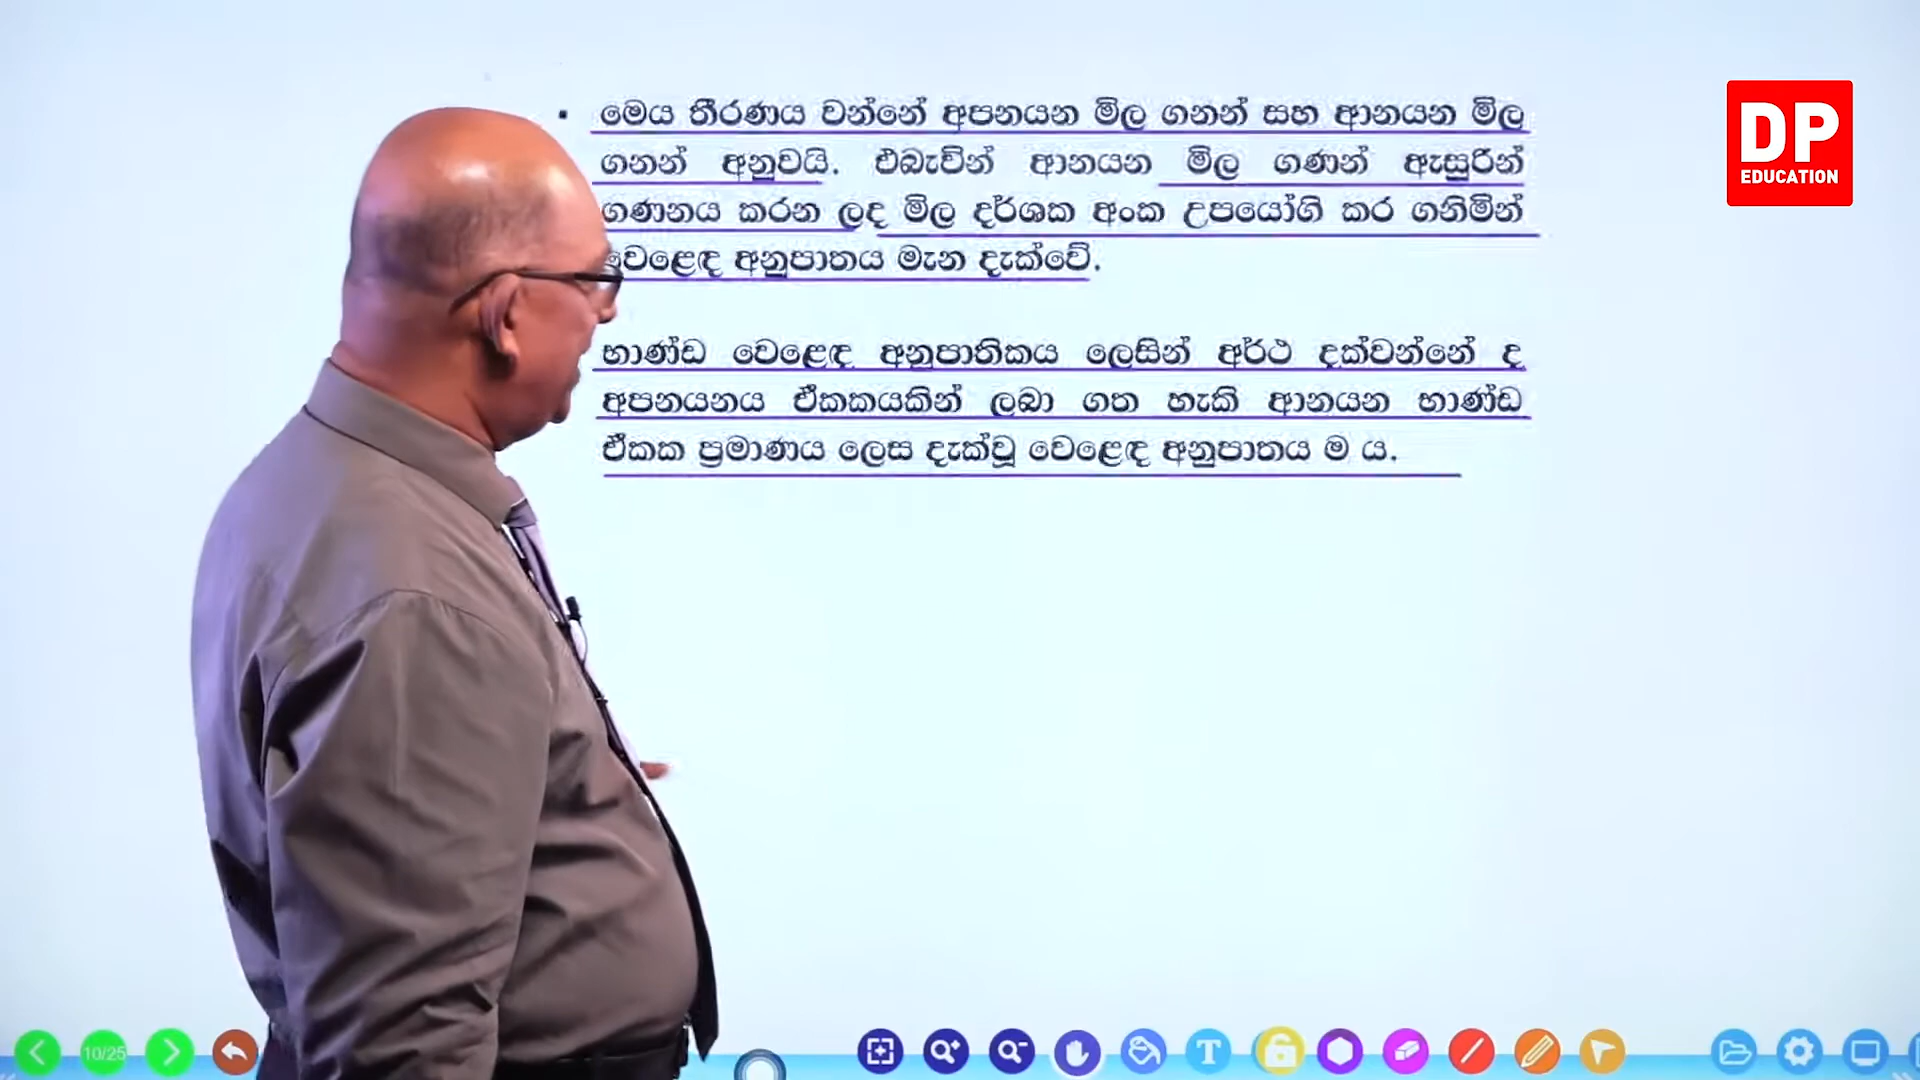 • මෙය තීරණය වන්නේ අපනයන මිල ගනන් සහ ආනයන මිල
ගනන් අනුවයි. එබැවින් ආනයන මිල ගණන් ඇසුරින්
ගණනය කරන ලද මිල දර්ශක අංක උපයෝගි කර ගනිමින්
වෙළෙඳ අනුපාතය මැන දැක්වේ.
භාණ්ඩ වෙළෙඳ අනුපාතිකය ලෙසින් අර්ථ දක්වන්නේ ද
අපනයනය ඒකකයකින් ලබා ගත හැකි ආනයන භාණ්ඩ
ඒකක ප්‍රමාණය ලෙස දැක්වූ වෙළෙඳ අනුපාතය ම ය.
DP
EDUCATION
10/25
T